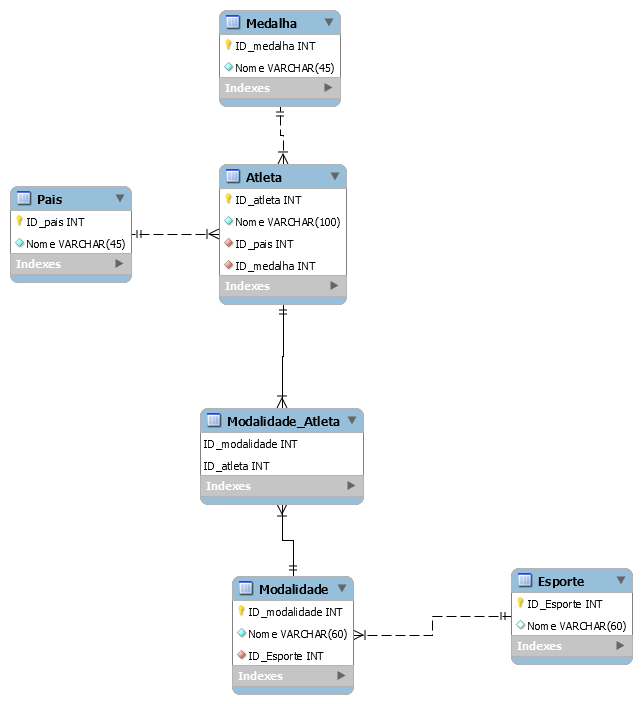 Medalha
ID_medalha INT
Nome VARCHAR(45)
Indexes
Atleta
ID_atleta INT
Nome VARCHAR(100)
ID_pais INT
ID_medalha INT
Indexes
Pais
ID_pais INT
Nome VARCHAR(45)
Indexes
Modalidade_Atleta
ID_modalidade INT
ID_atleta INT
Indexes
Modalidade
ID_modalidade INT
Nome VARCHAR(60)
ID_Esporte INT
Indexes
Esporte
ID_Esporte INT
Nome VARCHAR(60)
Indexes